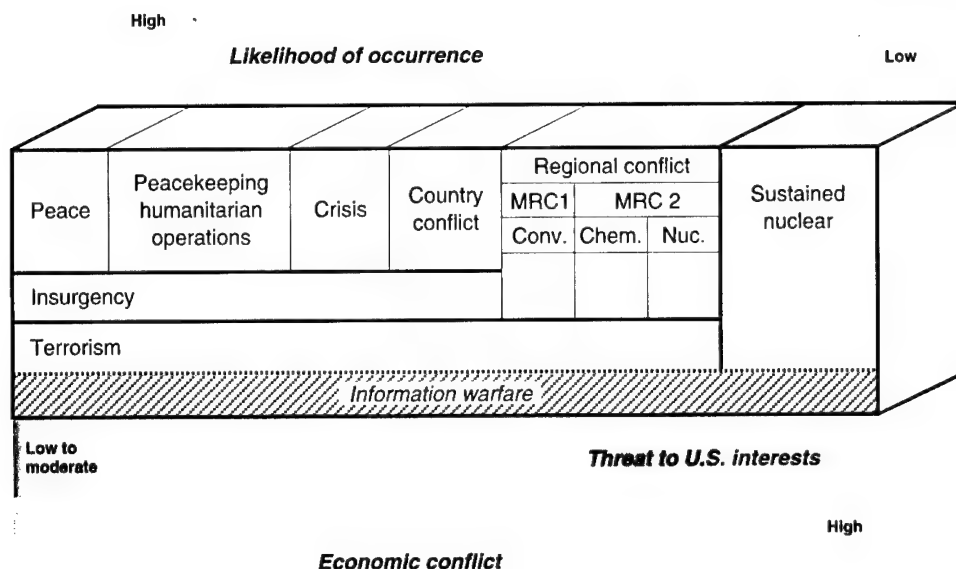 High
Likelihood of occurrence
Low
Regional conflict
Peace
Peacekeeping
humanitarian
operations
Crisis
Country
conflict
MRC1
MRC 2
Conv.
Chem.
Nuc.
Sustained
nuclear
Insurgency
Terrorism
Information warfare
Low to
moderate
Threat to U.S. interests
High
Economic conflict